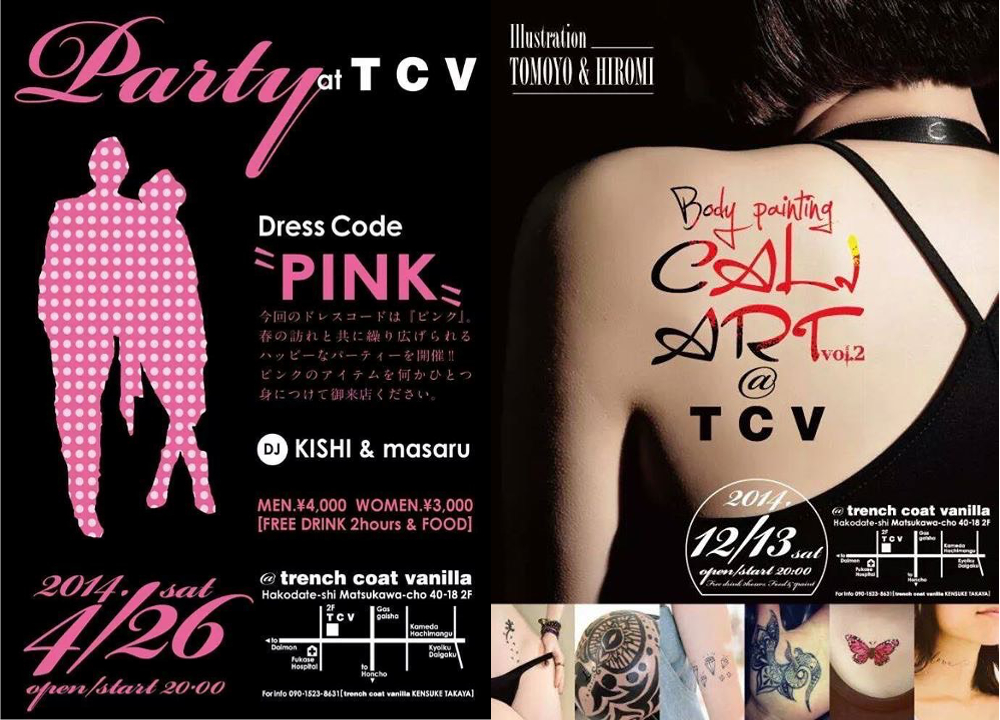 Party at TCV
Dress Code
"PINK"
今回のドレスコードは『ピンク』。
春の訪れと共に繰り広げられる
ハッピーなパーティーを開催!!
ピンクのアイテムを何かひとつ
身につけて御来店ください。
DJ KISHI & masaru
MEN.¥4,000 WOMEN.¥3,000
[FREE DRINK 2hours & FOOD]
2014. sat
4/26
open/start 20:00
@ trench coat vanilla
Hakodate-shi Matsukawa-cho 40-18 2F
2F
TCV
Gas
gaisha
Kameda
Hachimangu
to
Daimon
Fukase
Hospital
Kyoiku
Daigaku
to
Honcho
For info 090-1523-8631 [trench coat vanilla KENSUKE TAKAYA]
Illustration
TOMOYO & HIROMI
Body painting
CALI
ART vol.2
@
TCV
2014.
12/13 sat
open/start 20:00
@ trench coat vanilla
Hakodate-shi Matsukawa-cho 40-18 2F
2F
TCV
Gas
gaisha
Kameda
Hachimangu
to
Daimon
Fukase
Hospital
Kyoiku
Daigaku
to
Honcho
For info 090-1523-8631 [trench coat vanilla KENSUKE TAKAYA]